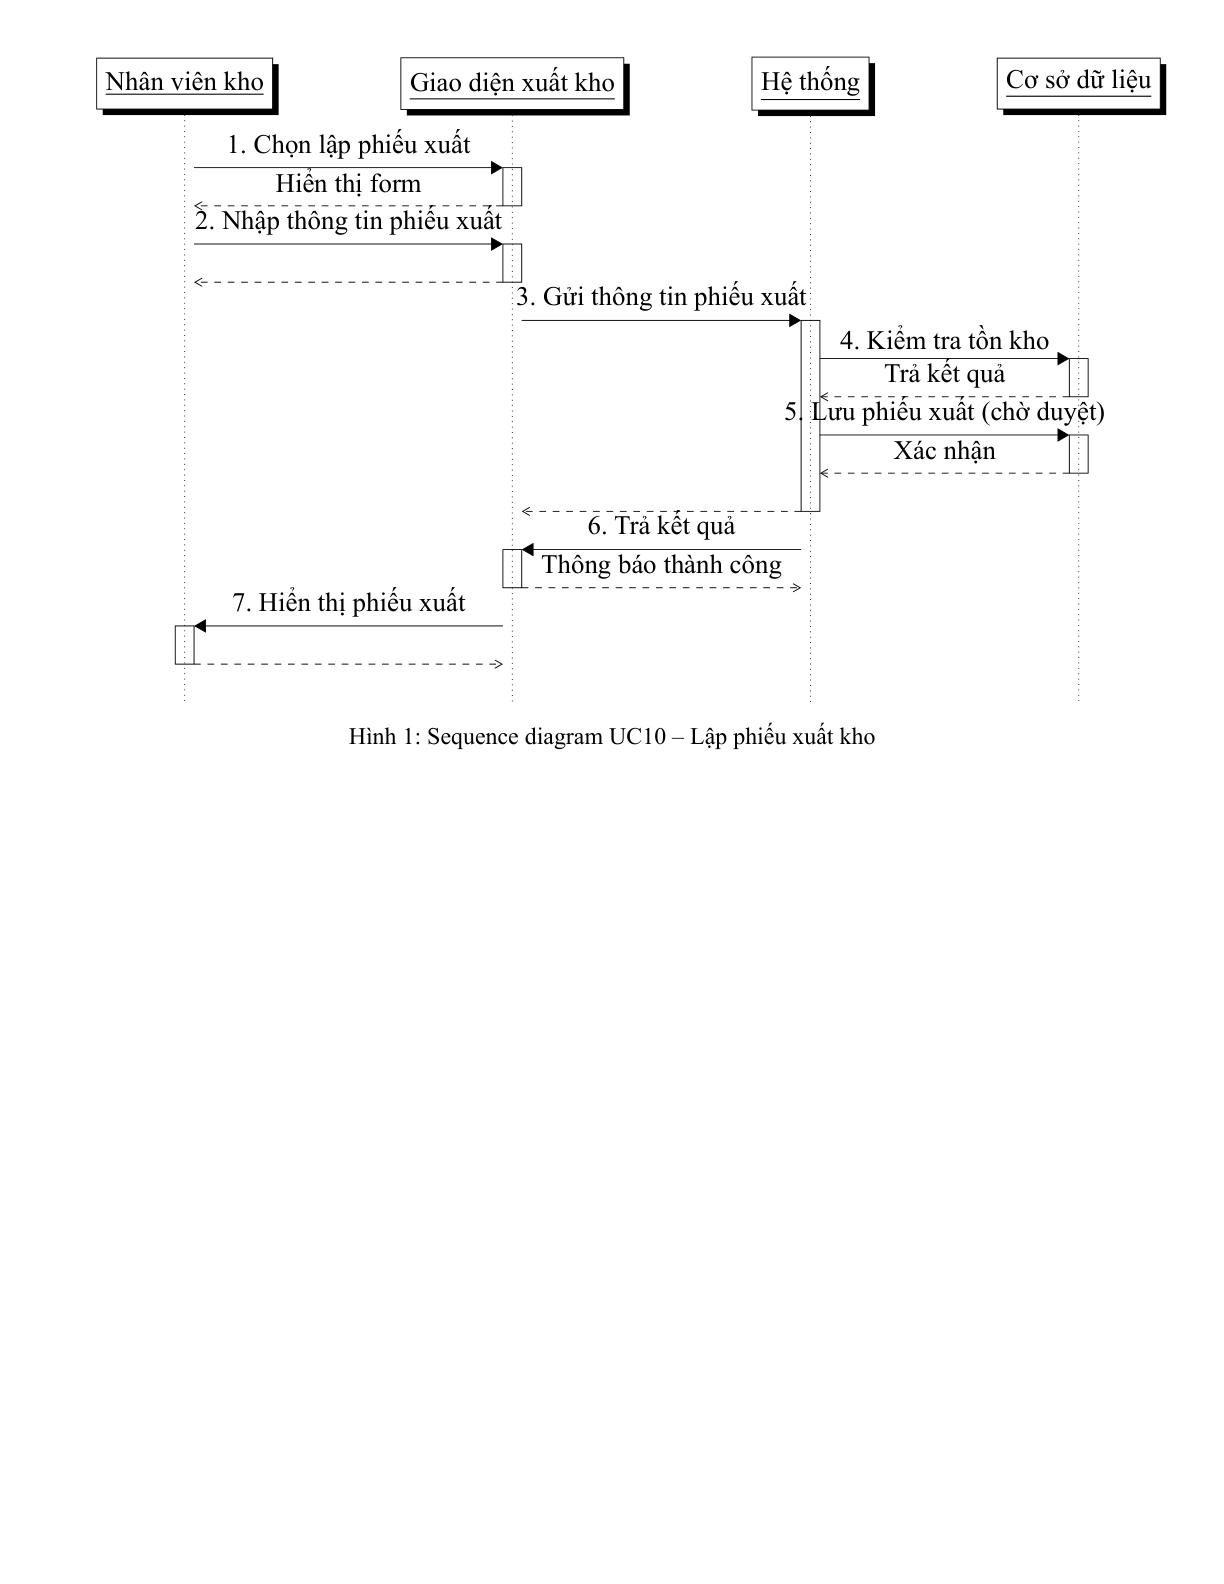 Nhân viên kho
Giao diện xuất kho
Hệ thống
Cơ sở dữ liệu
1. Chọn lập phiếu xuất
Hiển thị form
2. Nhập thông tin phiếu xuất
3. Gửi thông tin phiếu xuất
4. Kiểm tra tồn kho
Trả kết quả
5. Lưu phiếu xuất (chờ duyệt)
Xác nhận
6. Trả kết quả
Thông báo thành công
7. Hiển thị phiếu xuất
Hình 1: Sequence diagram UC10 – Lập phiếu xuất kho